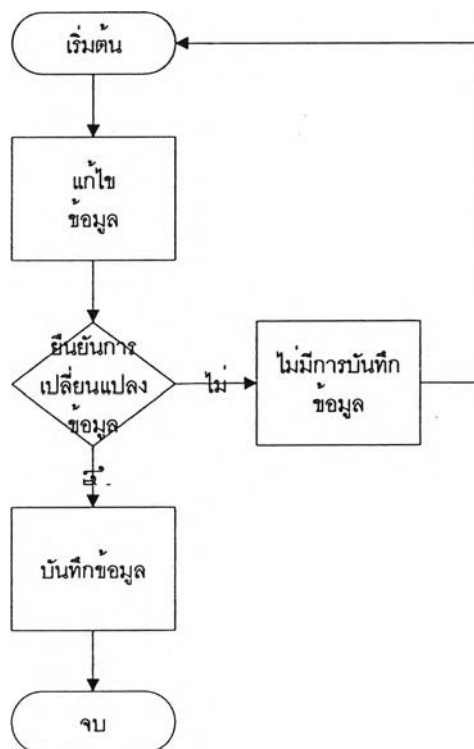 เริ่มต้น
แก้ไข
ข้อมูล
ยืนยันการ
เปลี่ยนแปลง
ข้อมูล
ไม่
ไม่มีการบันทึก
ข้อมูล
ใช่
บันทึกข้อมูล
จบ